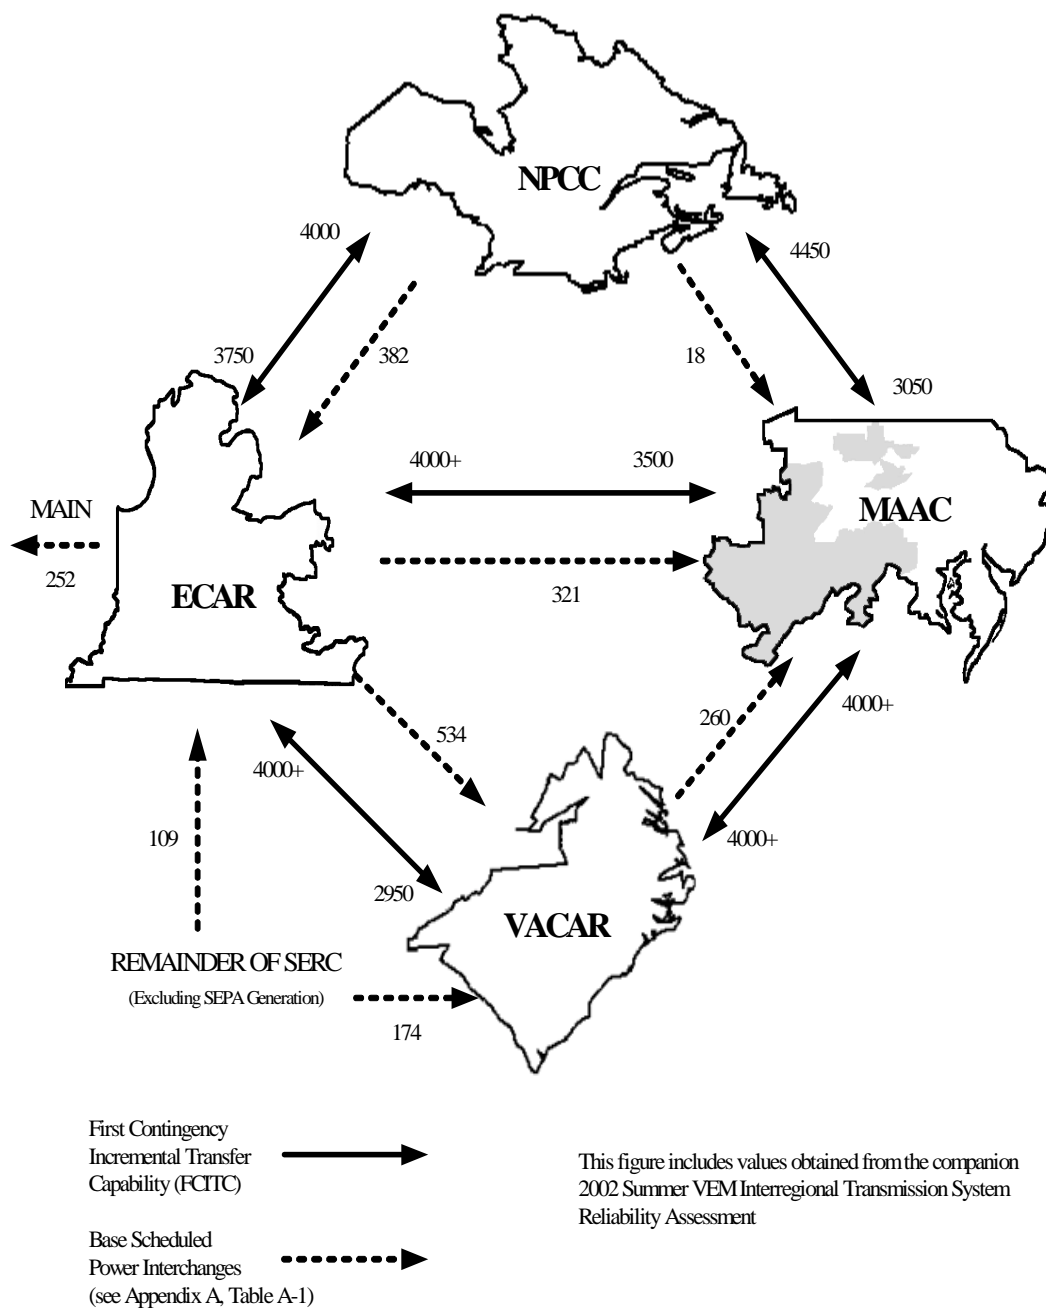 NPCC
4000
4450
3750
382
18
3050
4000+
3500
MAIN
MAAC
252
ECAR
321
534
260
4000+
4000+
109
4000+
2950
VACAR
REMAINDER OF SERC
(Excluding SEPA Generation)
174
First Contingency
Incremental Transfer
Capability (FCITC)
This figure includes values obtained from the companion
2002 Summer VEM Interregional Transmission System
Reliability Assessment
Base Scheduled
Power Interchanges
(see Appendix A, Table A-1)